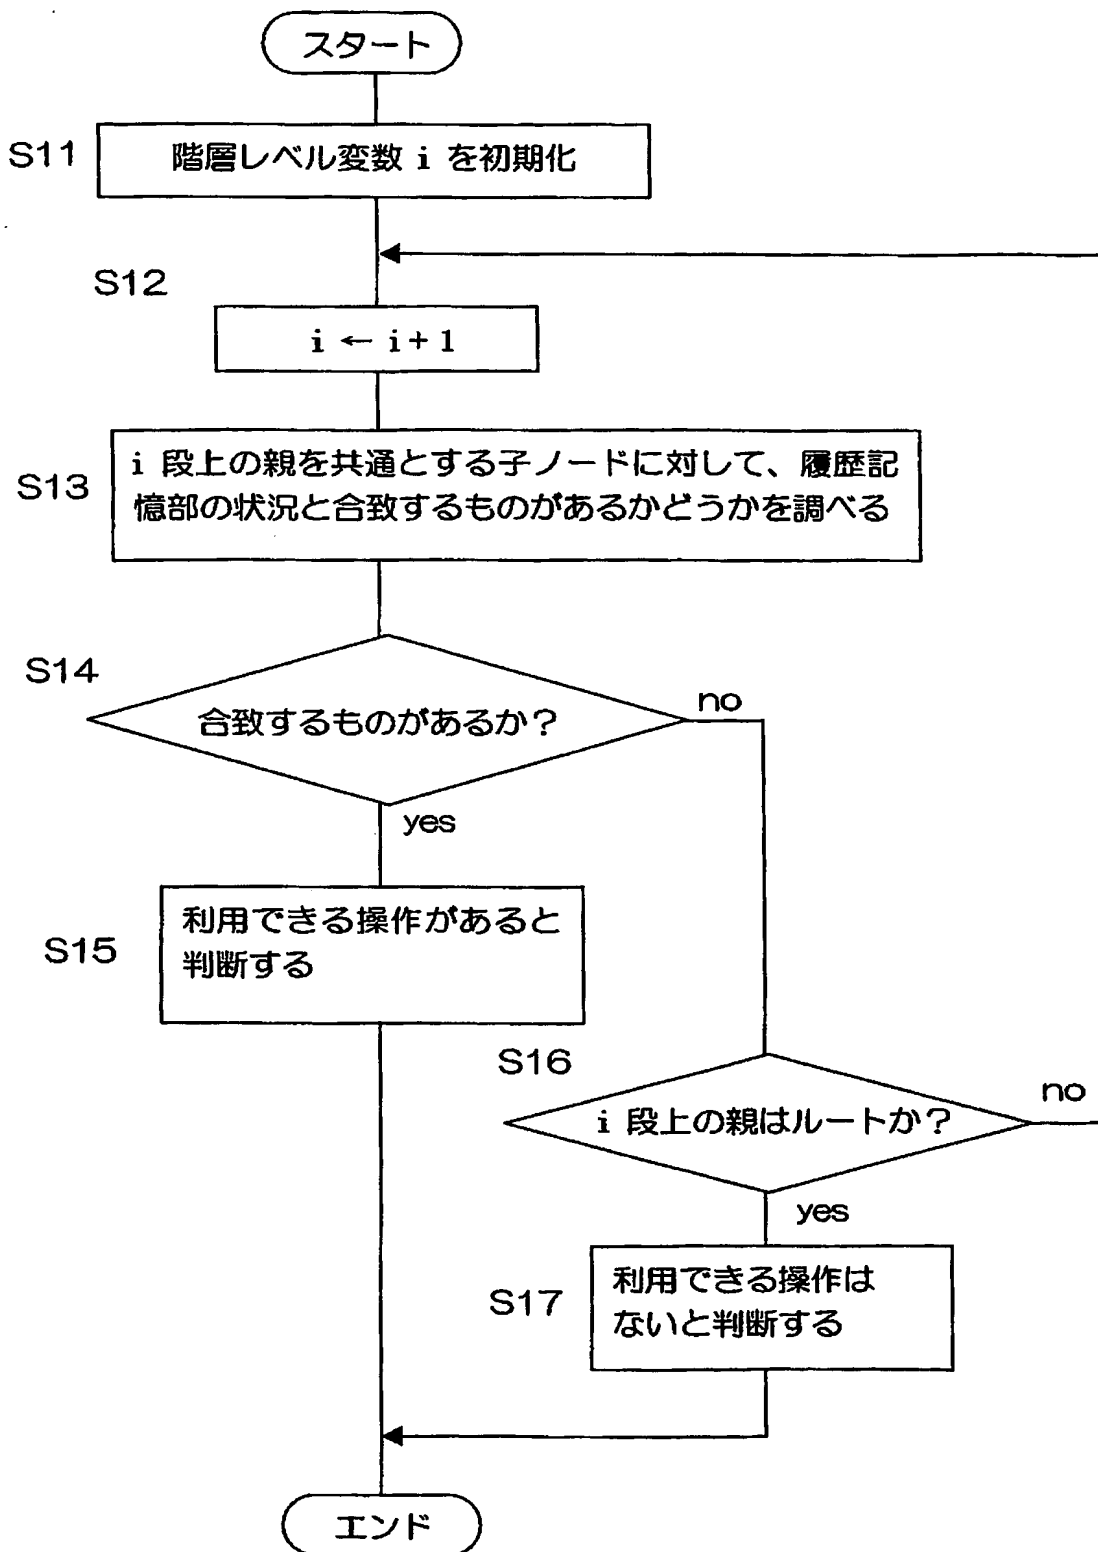 スタート
S11
階層レベル変数 i を初期化
S12
i ← i+1
S13
i 段上の親を共通とする子ノードに対して、履歴記
憶部の状況と合致するものがあるかどうかを調べる
S14
合致するものがあるか？
no
yes
S15
利用できる操作があると
判断する
S16
i 段上の親はルートか？
no
yes
S17
利用できる操作は
ないと判断する
エンド